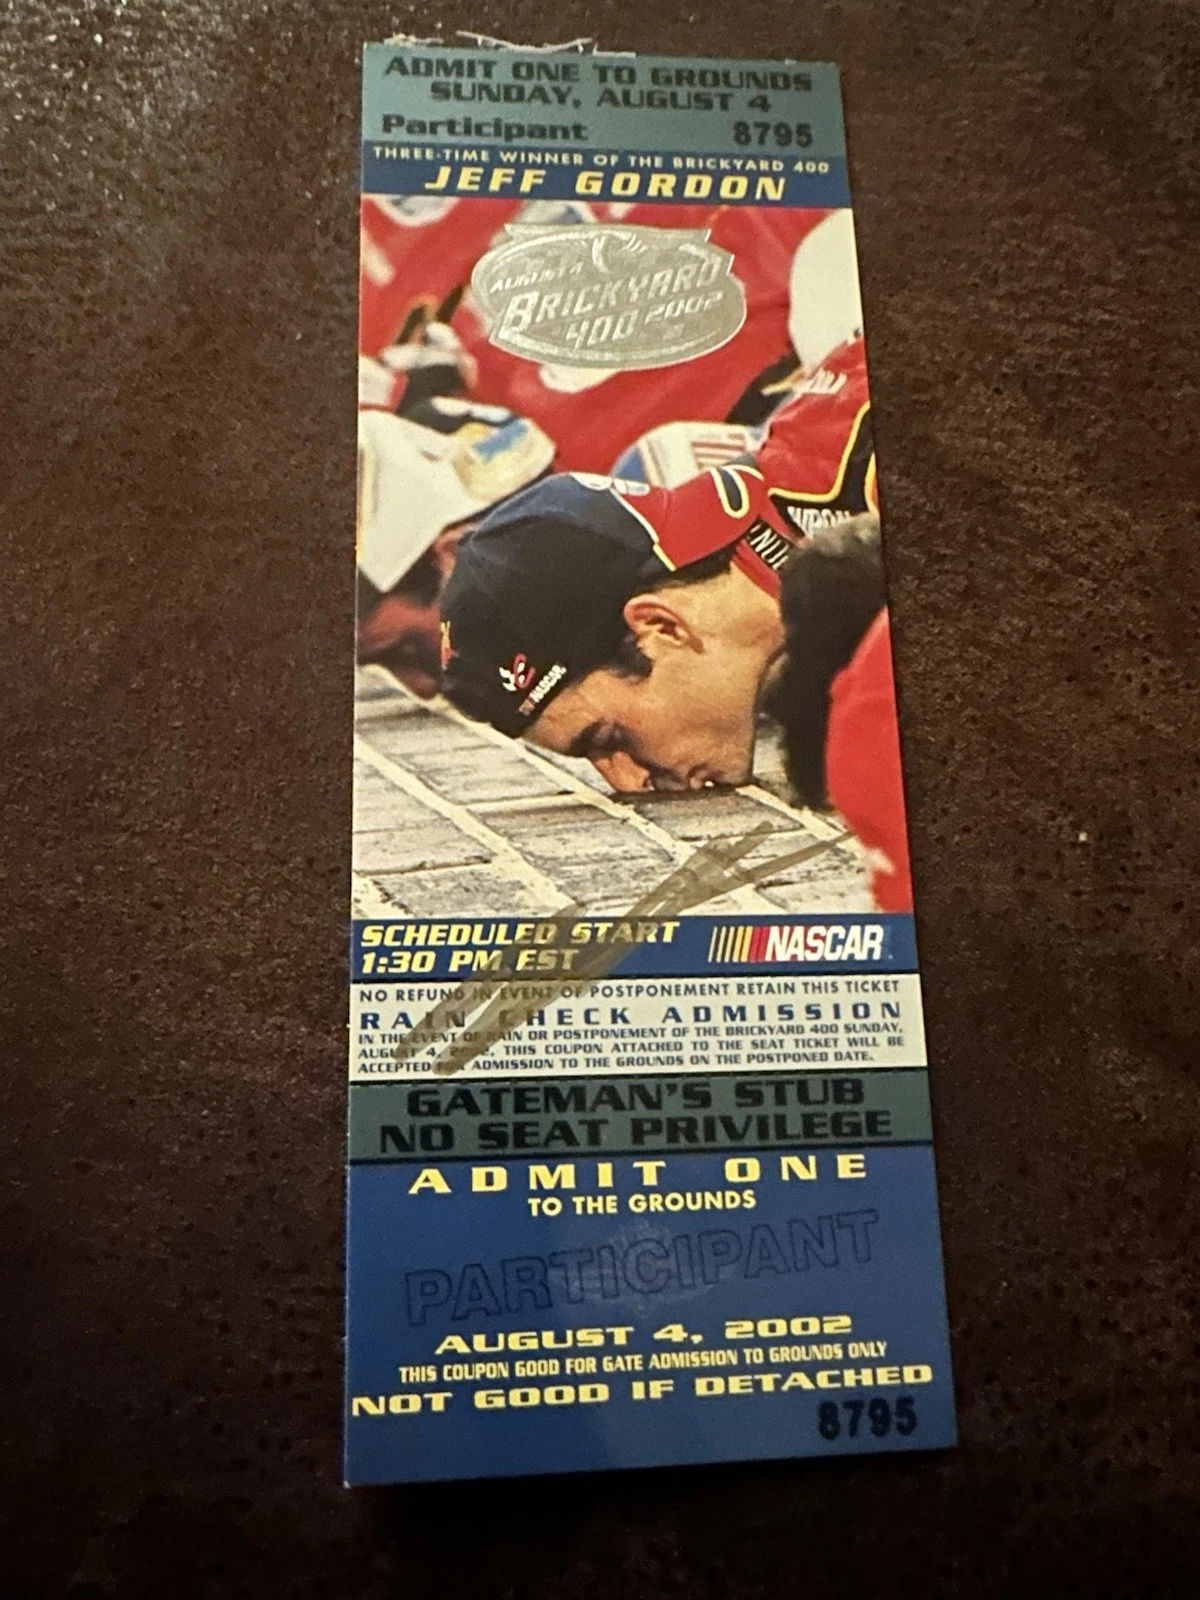 ADMIT ONE TO GROUNDS
SUNDAY, AUGUST 4
Participant 8795
THREE-TIME WINNER OF THE BRICKYARD 400
JEFF GORDON
AUGUST 4
BRICKYARD
400 2002
NASCAR
SCHEDULED START
1:30 PM EST
NASCAR
NO REFUND IN EVENT OF POSTPONEMENT RETAIN THIS TICKET
RAIN CHECK ADMISSION
IN THE EVENT OF RAIN OR POSTPONEMENT OF THE BRICKYARD 400 SUNDAY,
AUGUST 4, 2002, THIS COUPON ATTACHED TO THE SEAT TICKET WILL BE
ACCEPTED FOR ADMISSION TO THE GROUNDS ON THE POSTPONED DATE.
GATEMAN'S STUB
NO SEAT PRIVILEGE
ADMIT ONE
TO THE GROUNDS
PARTICIPANT
AUGUST 4, 2002
THIS COUPON GOOD FOR GATE ADMISSION TO GROUNDS ONLY
NOT GOOD IF DETACHED
8795